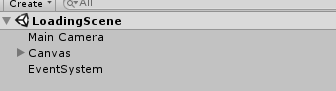 Create All
LoadingScene
Main Camera
Canvas
EventSystem